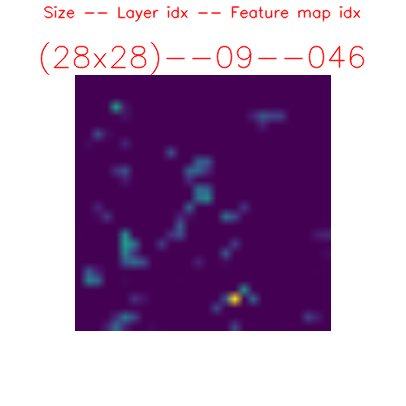 Size -- Layer idx -- Feature map idx
(28x28)--09--046